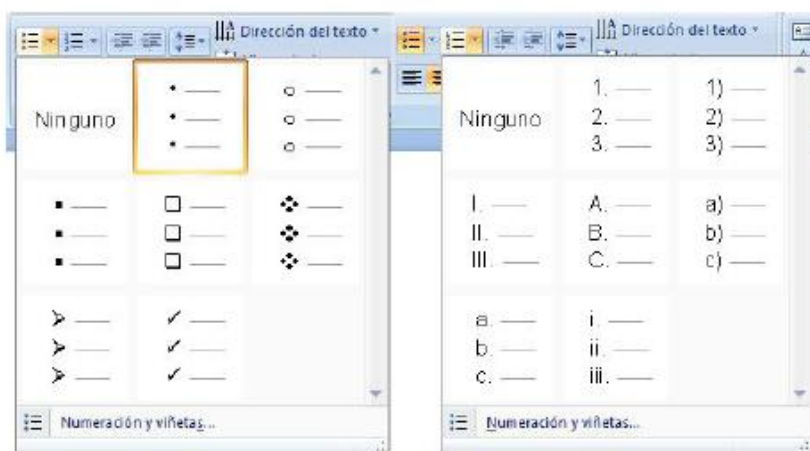 Dirección del texto
Ninguno
Numeración y viñetas...
Dirección del texto
Ninguno
1.
2.
3.
1)
2)
3)
I.
II.
III.
A.
B.
C.
a)
b)
c)
a.
b.
c.
i.
ii.
iii.
Numeración y viñetas...